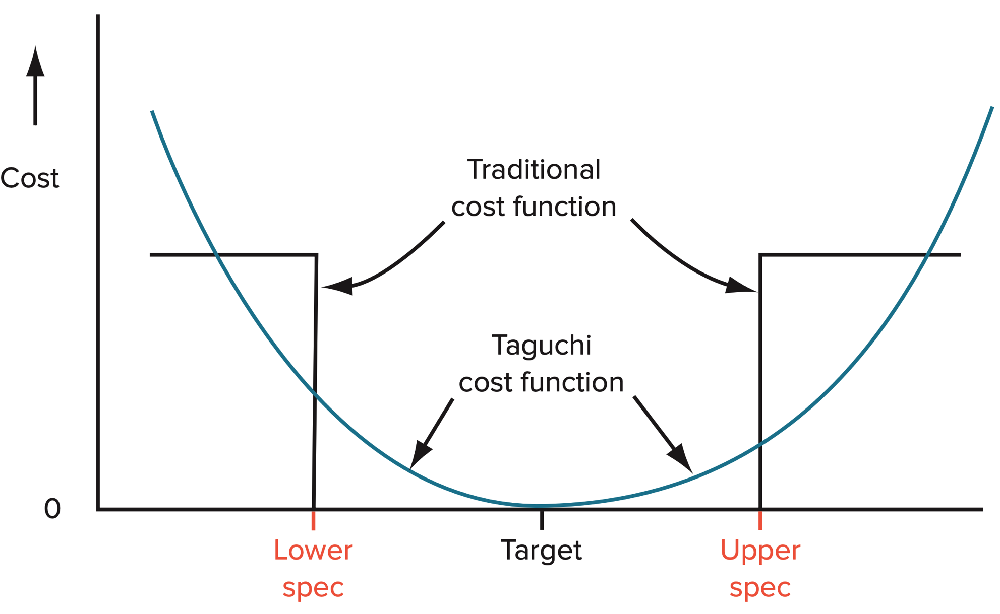 Traditional
cost function
Cost
Taguchi
cost function
0
Lower
spec
Target
Upper
spec